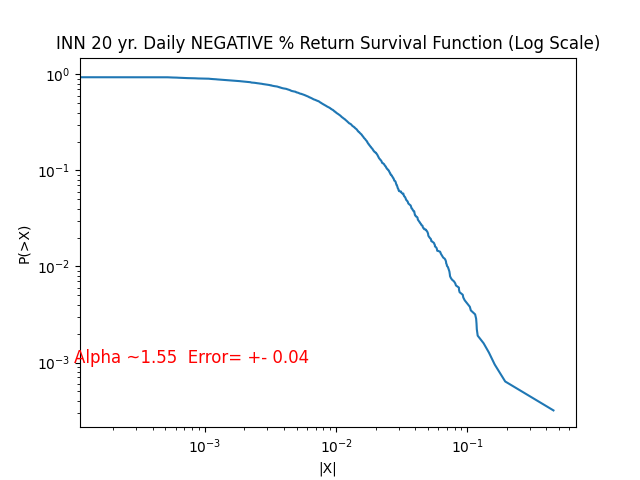 INN 20 yr. Daily NEGATIVE % Return Survival Function (Log Scale)
10⁰
10⁻¹
10⁻²
10⁻³
P(>X)
Alpha ~1.55  Error= +- 0.04
10⁻³
10⁻²
10⁻¹
|X|